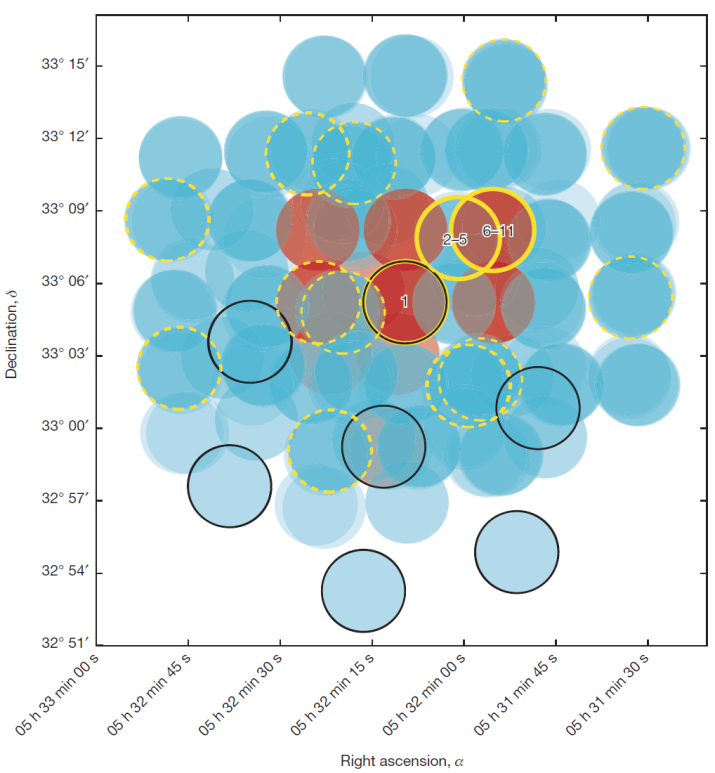 33° 15′
33° 12′
33° 09′
33° 06′
33° 03′
33° 00′
32° 57′
32° 54′
32° 51′
Declination, δ
2–5
6–11
1
05 h 33 min 00 s
05 h 32 min 45 s
05 h 32 min 30 s
05 h 32 min 15 s
05 h 32 min 00 s
05 h 31 min 45 s
05 h 31 min 30 s
Right ascension, α